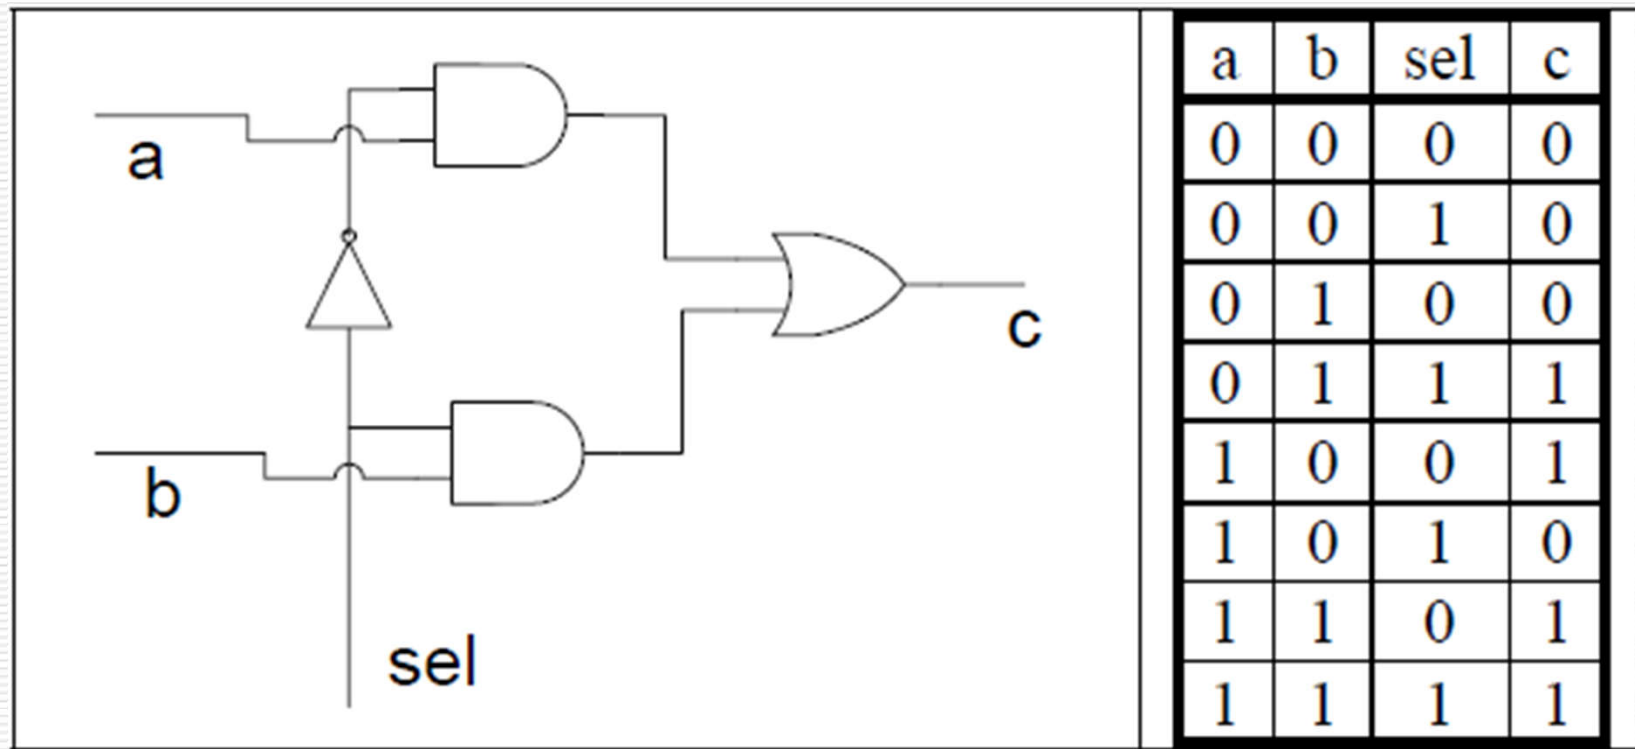 a
b
sel
c
a b sel c
0 0 0 0
0 0 1 0
0 1 0 0
0 1 1 1
1 0 0 1
1 0 1 0
1 1 0 1
1 1 1 1